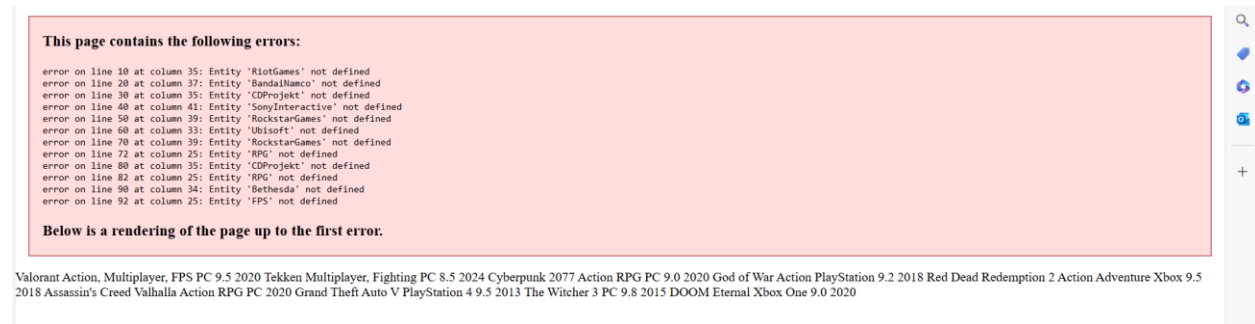 This page contains the following errors:
error on line 10 at column 35: Entity 'RiotGames' not defined
error on line 20 at column 37: Entity 'BandaiNamco' not defined
error on line 30 at column 35: Entity 'CDProjekt' not defined
error on line 40 at column 41: Entity 'SonyInteractive' not defined
error on line 50 at column 39: Entity 'RockstarGames' not defined
error on line 60 at column 33: Entity 'Ubisoft' not defined
error on line 70 at column 39: Entity 'RockstarGames' not defined
error on line 72 at column 25: Entity 'RPG' not defined
error on line 80 at column 35: Entity 'CDProjekt' not defined
error on line 82 at column 25: Entity 'RPG' not defined
error on line 90 at column 34: Entity 'Bethesda' not defined
error on line 92 at column 25: Entity 'FPS' not defined
Below is a rendering of the page up to the first error.
Valorant Action, Multiplayer, FPS PC 9.5 2020 Tekken Multiplayer, Fighting PC 8.5 2024 Cyberpunk 2077 Action RPG PC 9.0 2020 God of War Action PlayStation 9.2 2018 Red Dead Redemption 2 Action Adventure Xbox 9.5
2018 Assassin's Creed Valhalla Action RPG PC 2020 Grand Theft Auto V PlayStation 4 9.5 2013 The Witcher 3 PC 9.8 2015 DOOM Eternal Xbox One 9.0 2020